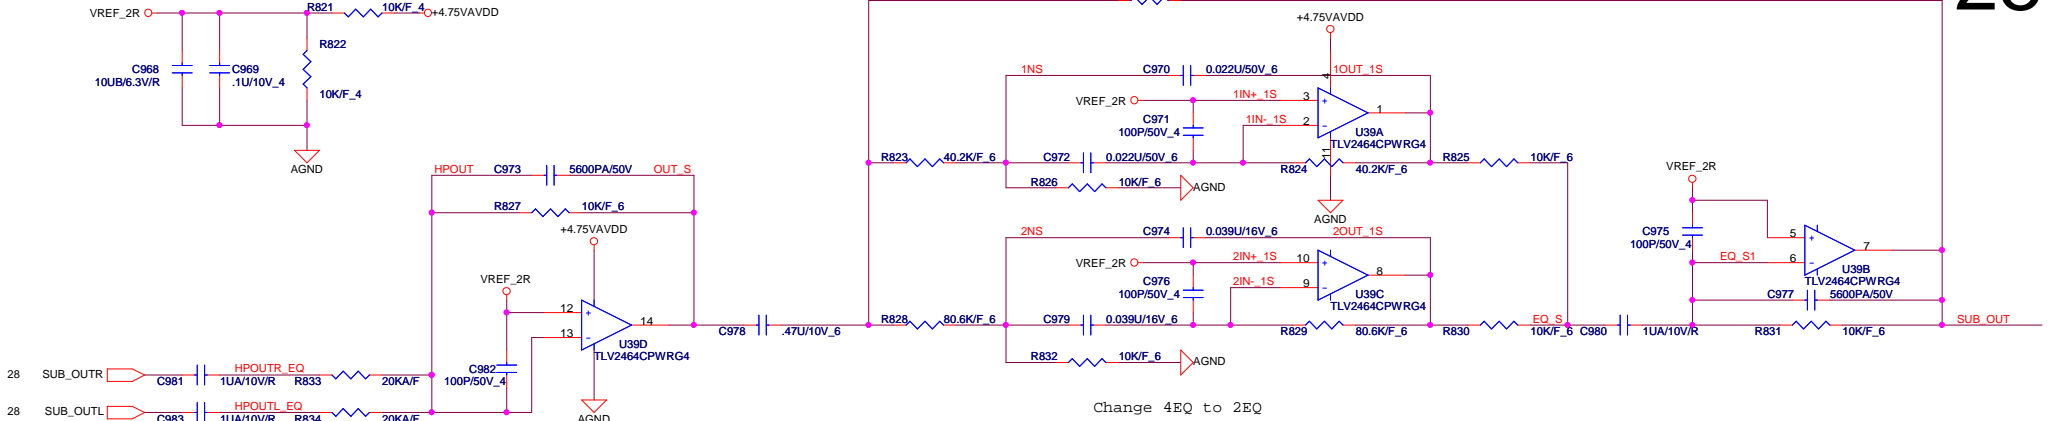 VREF_2R
R821
10K/F_4
+4.75VAVDD
R822
10K/F_4
C968
10UB/6.3V/R
C969
.1U/10V_4
AGND
+4.75VAVDD
1NS
C970
0.022U/50V_6
1OUT_1S
4
VREF_2R
1IN+_1S
3
1
C971
100P/50V_4
1IN-_1S
2
U39A
TLV2464CPWRG4
11
R823
40.2K/F_6
C972
0.022U/50V_6
R824
40.2K/F_6
R825
10K/F_6
R826
10K/F_6
AGND
AGND
HPOUT
C973
5600PA/50V
OUT_S
R827
10K/F_6
+4.75VAVDD
VREF_2R
12
13
14
U39D
TLV2464CPWRG4
C982
100P/50V_4
AGND
C978
.47U/10V_6
2NS
C974
0.039U/16V_6
2OUT_1S
VREF_2R
2IN+_1S
10
8
C976
100P/50V_4
2IN-_1S
9
U39C
TLV2464CPWRG4
R828
80.6K/F_6
C979
0.039U/16V_6
R829
80.6K/F_6
R830
10K/F_6
EQ_S
R832
10K/F_6
AGND
VREF_2R
C975
100P/50V_4
5
7
EQ_S1
6
U39B
TLV2464CPWRG4
C977
5600PA/50V
C980
1UA/10V/R
R831
10K/F_6
SUB_OUT
28
SUB_OUTR
C981
HPOUTR_EQ
1UA/10V/R
R833
20KA/F
28
SUB_OUTL
C983
HPOUTL_EQ
1UA/10V/R
R834
20KA/F
Change 4EQ to 2EQ